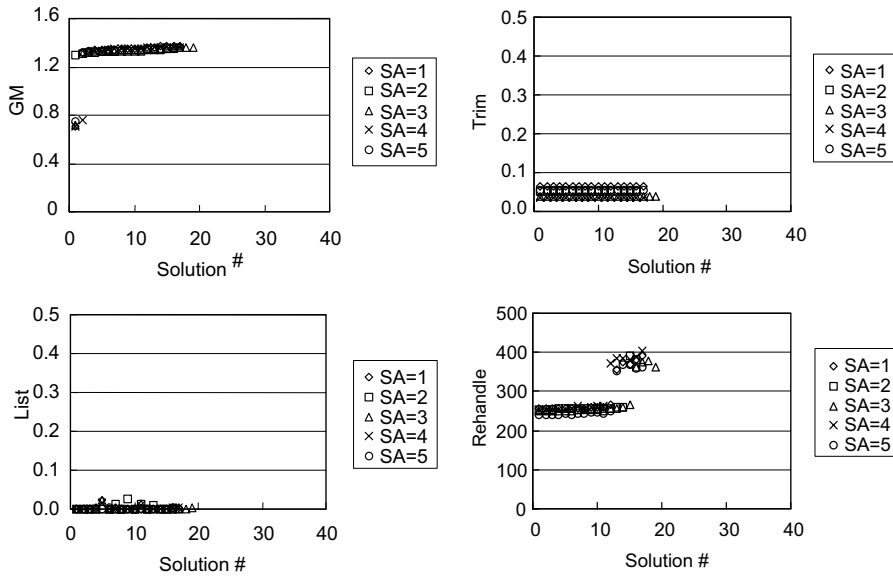 1.6
1.2
0.8
0.4
0
GM
0 10 20 30 40
Solution #
SA=1
SA=2
SA=3
SA=4
SA=5
0.5
0.4
0.3
0.2
0.1
0.0
Trim
0 10 20 30 40
Solution #
SA=1
SA=2
SA=3
SA=4
SA=5
0.5
0.4
0.3
0.2
0.1
0.0
List
0 10 20 30 40
Solution #
SA=1
SA=2
SA=3
SA=4
SA=5
500
400
300
200
100
0
Rehandle
0 10 20 30 40
Solution #
SA=1
SA=2
SA=3
SA=4
SA=5